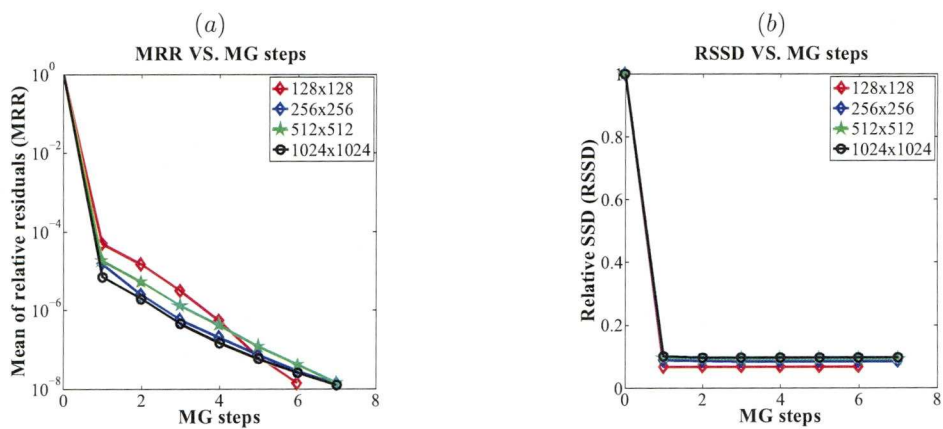 (a)
MRR VS. MG steps
Mean of relative residuals (MRR)
10^0
10^-2
10^-4
10^-6
10^-8
128x128
256x256
512x512
1024x1024
0 2 4 6 8
MG steps
(b)
RSSD VS. MG steps
Relative SSD (RSSD)
1
0.8
0.6
0.4
0.2
0
128x128
256x256
512x512
1024x1024
0 2 4 6 8
MG steps